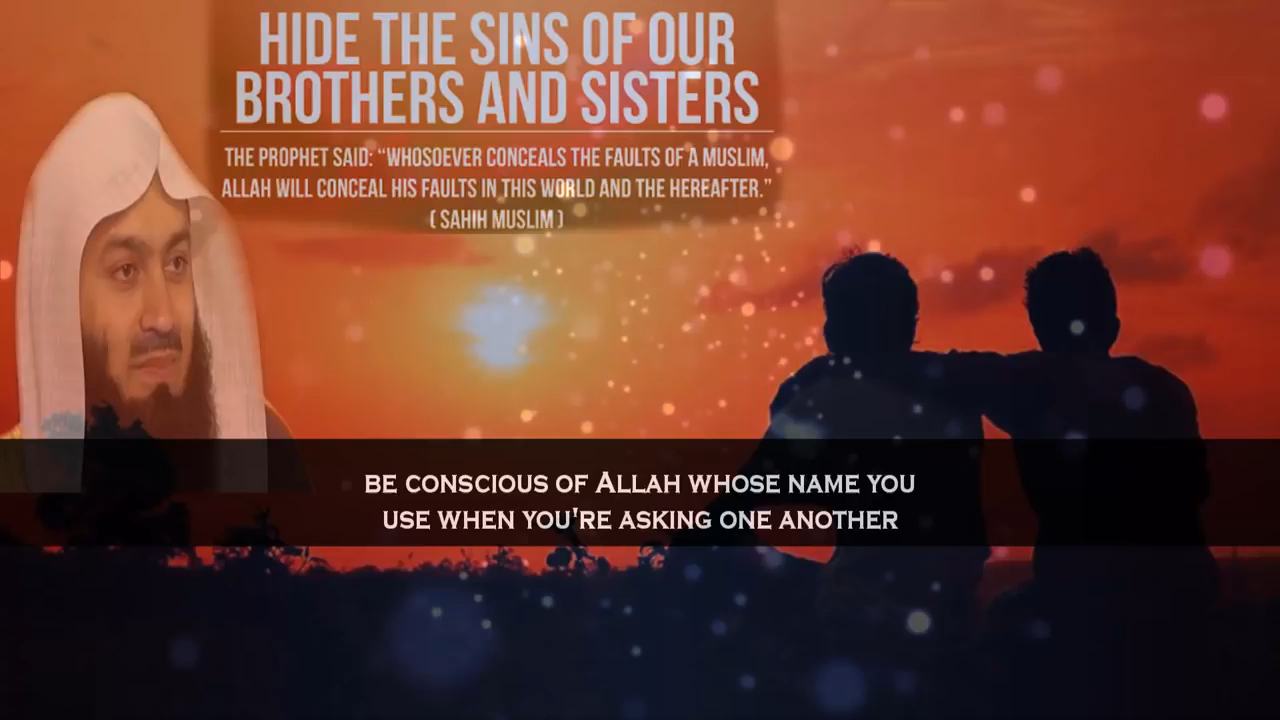 HIDE THE SINS OF OUR
BROTHERS AND SISTERS
THE PROPHET SAID: “WHOSOEVER CONCEALS THE FAULTS OF A MUSLIM,
ALLAH WILL CONCEAL HIS FAULTS IN THIS WORLD AND THE HEREAFTER.”
( SAHIH MUSLIM )
BE CONSCIOUS OF ALLAH WHOSE NAME YOU
USE WHEN YOU'RE ASKING ONE ANOTHER